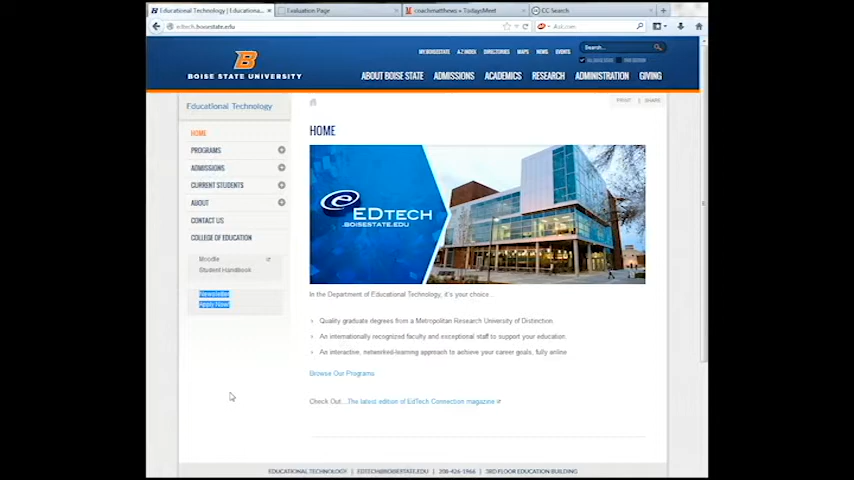 Educational Technology | Educational...
Evaluation Page
coachmatthews » TodaysMeet
CC Search
edtech.boisestate.edu
Ask.com
B
BOISE STATE UNIVERSITY
MY BOISESTATE
A-Z INDEX
DIRECTORIES
MAPS
NEWS
EVENTS
Search...
ABOUT BOISE STATE
ADMISSIONS
ACADEMICS
RESEARCH
ADMINISTRATION
GIVING
Educational Technology
PRINT | SHARE
HOME
PROGRAMS
ADMISSIONS
CURRENT STUDENTS
ABOUT
CONTACT US
COLLEGE OF EDUCATION
Moodle
Student Handbook
Newsletter
Apply Now!
HOME
e EDTECH
.BOISESTATE.EDU
In the Department of Educational Technology, it's your choice...
Quality graduate degrees from a Metropolitan Research University of Distinction.
An internationally recognized faculty and exceptional staff to support your education.
An interactive, networked-learning approach to achieve your career goals, fully online
Browse Our Programs
Check Out...The latest edition of EdTech Connection magazine
EDUCATIONAL TECHNOLOGY | EDTECH@BOISESTATE.EDU | 208-426-1966 | 3RD FLOOR EDUCATION BUILDING